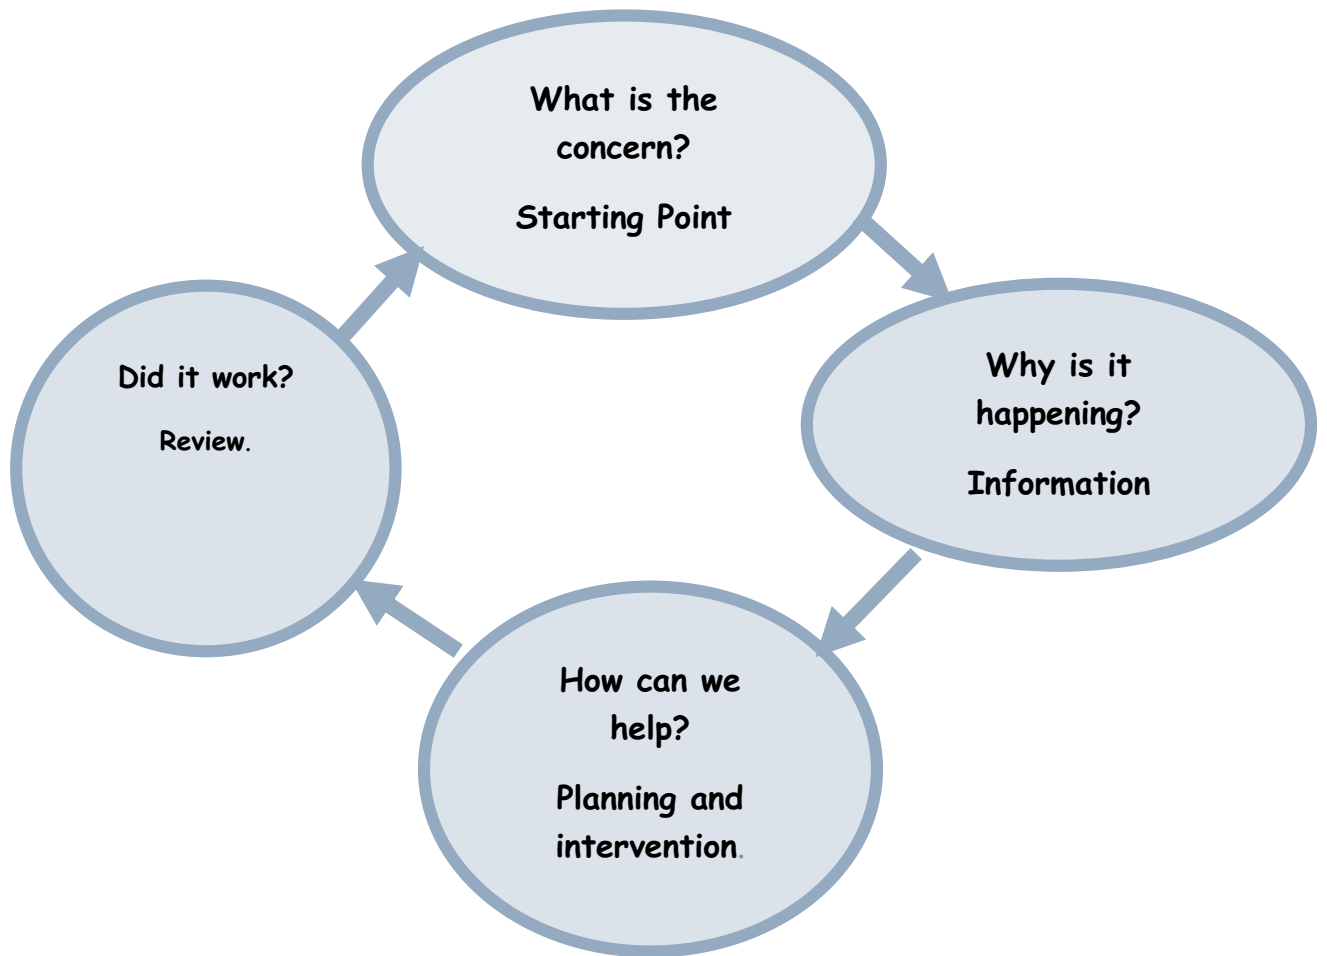 What is the
concern?
Starting Point
Why is it
happening?
Information
How can we
help?
Planning and
intervention.
Did it work?
Review.